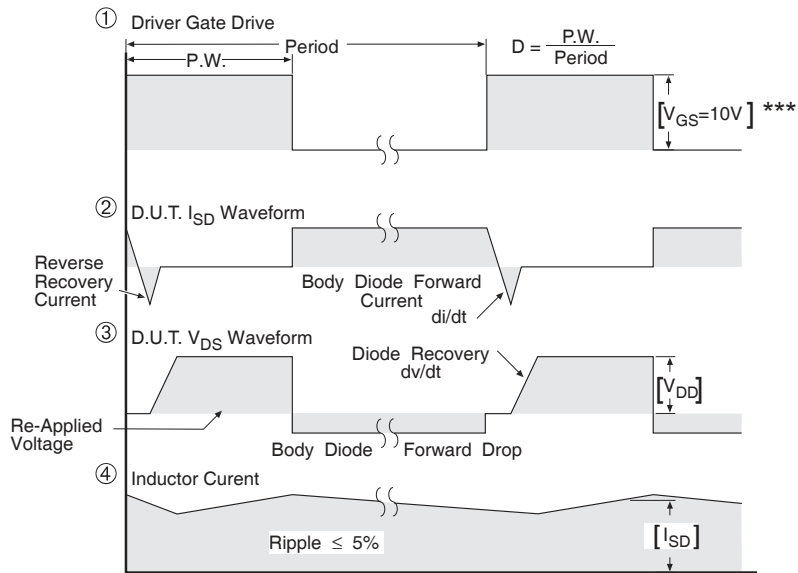 ① Driver Gate Drive
Period
P.W.
D = P.W.
Period
[VGS=10V] ***
② D.U.T. ISD Waveform
Reverse
Recovery
Current
Body Diode Forward
Current
di/dt
③ D.U.T. VDS Waveform
Diode Recovery
dv/dt
[VDD]
Re-Applied
Voltage
Body Diode Forward Drop
④ Inductor Curent
Ripple ≤ 5%
[ISD]